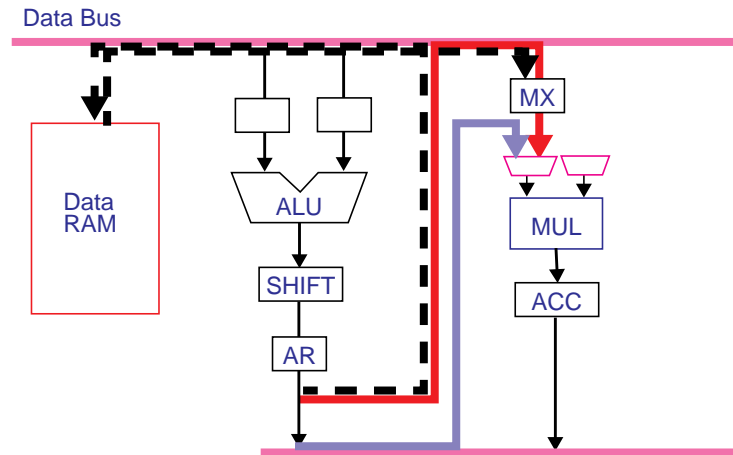 Data Bus
MX
Data
RAM
ALU
MUL
SHIFT
ACC
AR